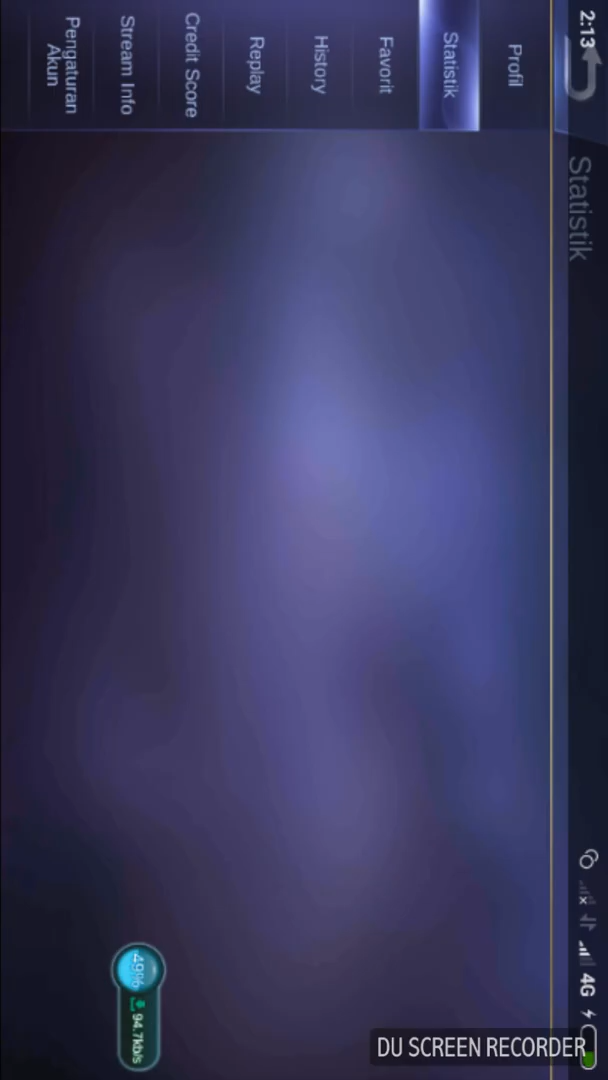 2:13
4G
Statistik
Profil
Statistik
Favorit
History
Replay
Credit Score
Stream Info
Pengaturan
Akun
49%
94.7kb/s
DU SCREEN RECORDER